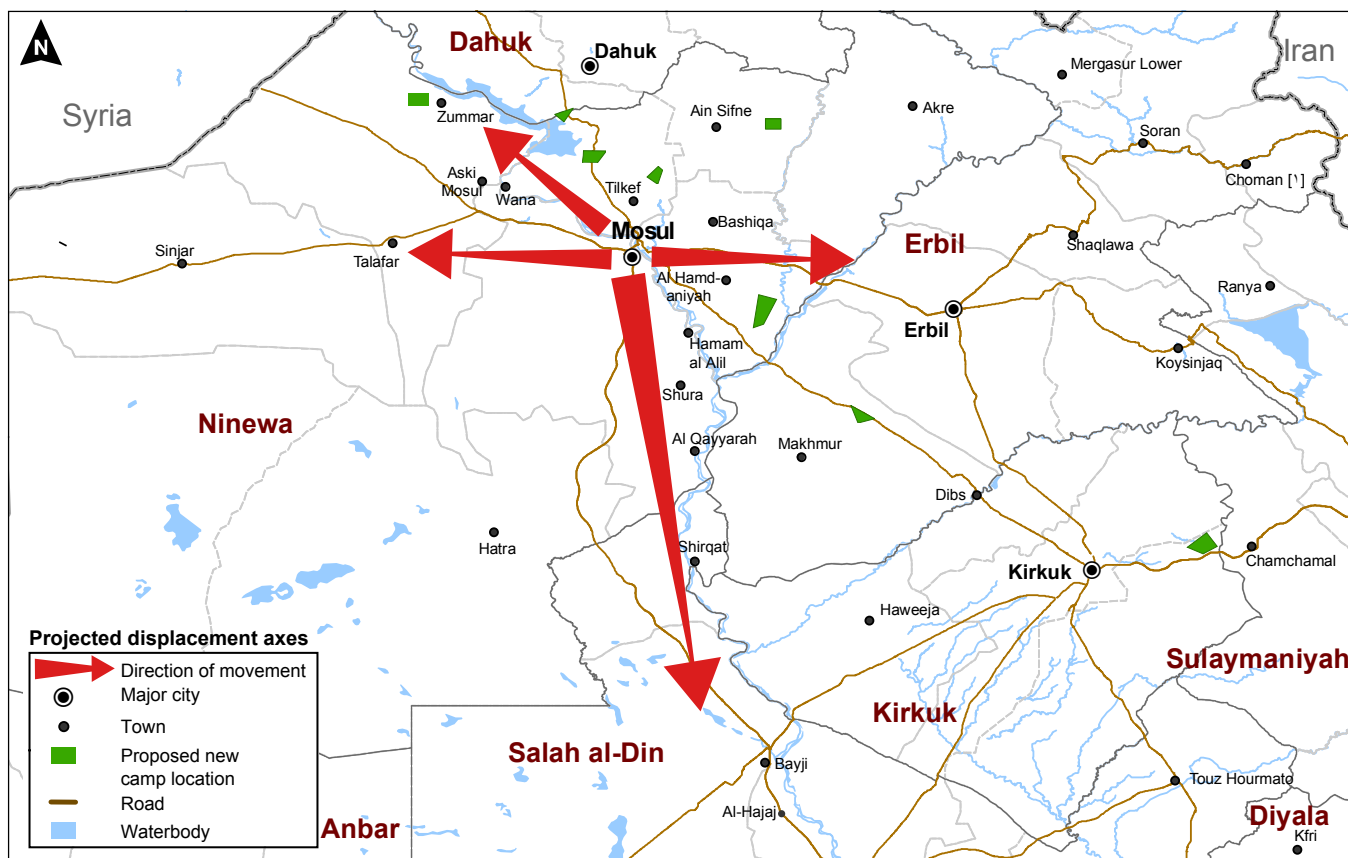 N
Dahuk
Dahuk
Mergasur Lower
Iran
Syria
Zummar
Ain Sifne
Akre
Soran
Choman [١]
Aski
Mosul
Wana
Tilkef
Bashiqa
Mosul
Sinjar
Talafar
Erbil
Shaqlawa
Al Hamd-
aniyah
Ranya
Erbil
Hamam
al Alil
Koysinjaq
Shura
Ninewa
Al Qayyarah
Makhmur
Dibs
Hatra
Shirqat
Chamchamal
Kirkuk
Haweeja
Sulaymaniyah
Kirkuk
Salah al-Din
Bayji
Touz Hourmato
Al-Hajaj
Anbar
Diyala
Kfri
Projected displacement axes
Direction of movement
Major city
Town
Proposed new
camp location
Road
Waterbody